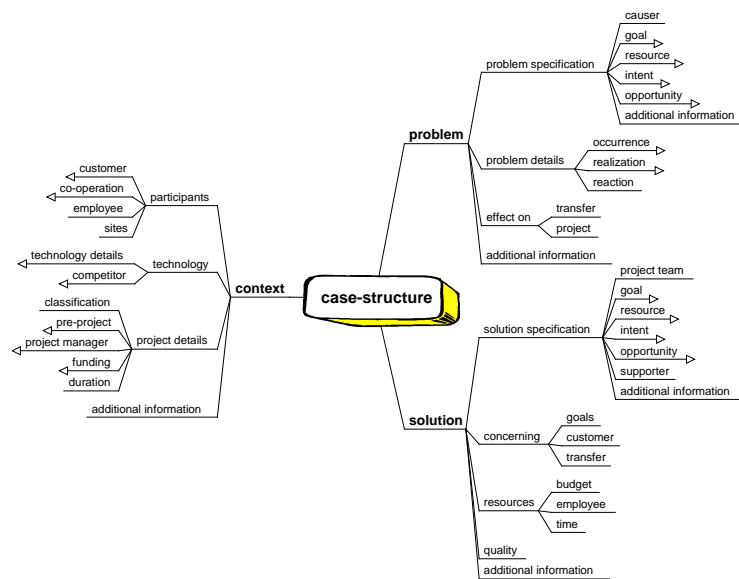 case-structure
problem
problem specification
causer
goal
resource
intent
opportunity
additional information
problem details
occurrence
realization
reaction
effect on
transfer
project
additional information
solution
solution specification
project team
goal
resource
intent
opportunity
supporter
additional information
concerning
goals
customer
transfer
resources
budget
employee
time
quality
additional information
context
participants
customer
co-operation
employee
sites
technology
technology details
competitor
project details
classification
pre-project
project manager
funding
duration
additional information